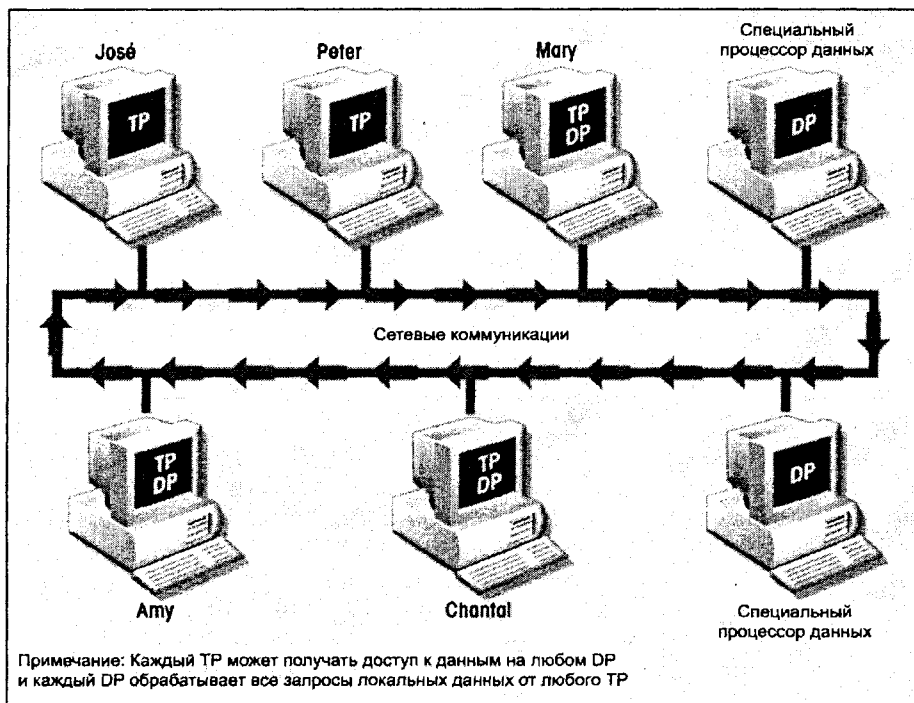 José
Peter
Mary
Специальный
процессор данных
TP
TP
TP
DP
DP
Сетевые коммуникации
TP
DP
TP
DP
DP
Amy
Chantal
Специальный
процессор данных
Примечание: Каждый TP может получать доступ к данным на любом DP
и каждый DP обрабатывает все запросы локальных данных от любого TP